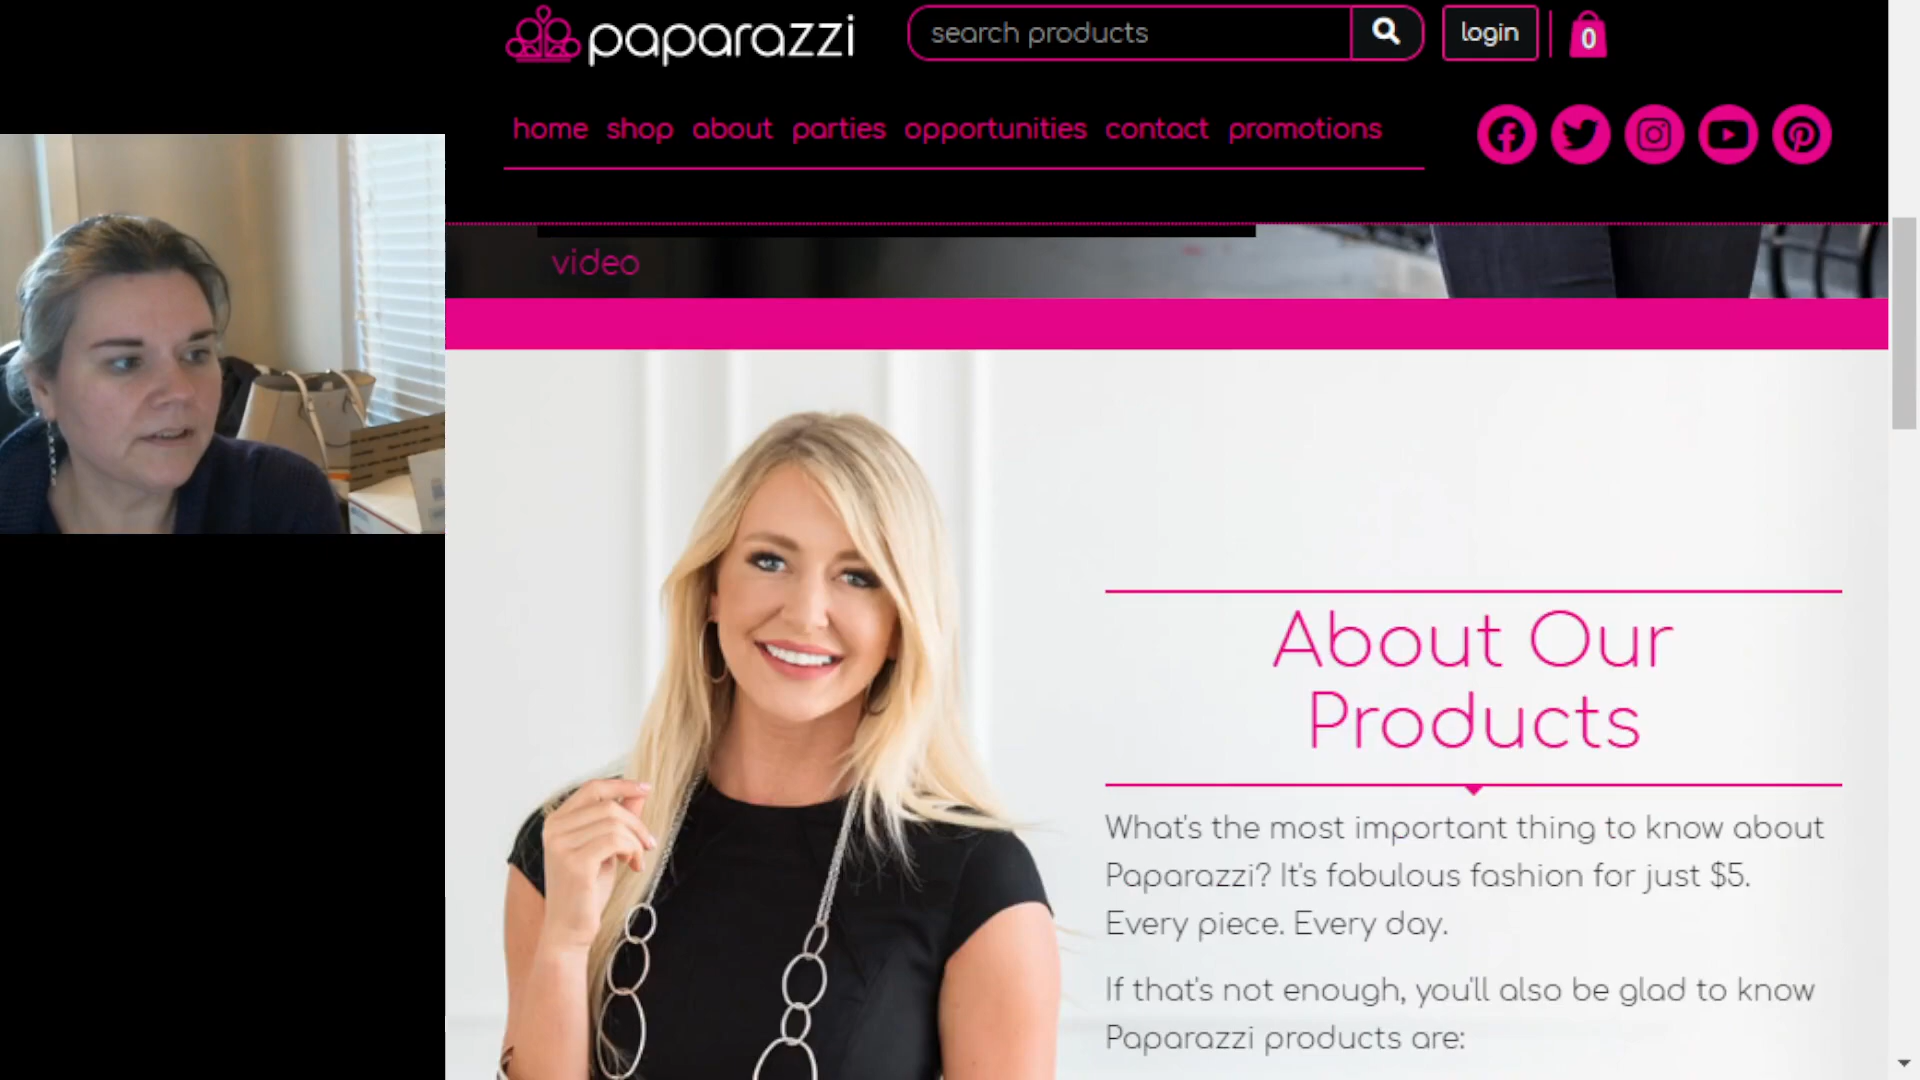 paparazzi
search products
login
0
home shop about parties opportunities contact promotions
video
About Our
Products
What's the most important thing to know about
Paparazzi? It's fabulous fashion for just $5.
Every piece. Every day.
If that's not enough, you'll also be glad to know
Paparazzi products are: